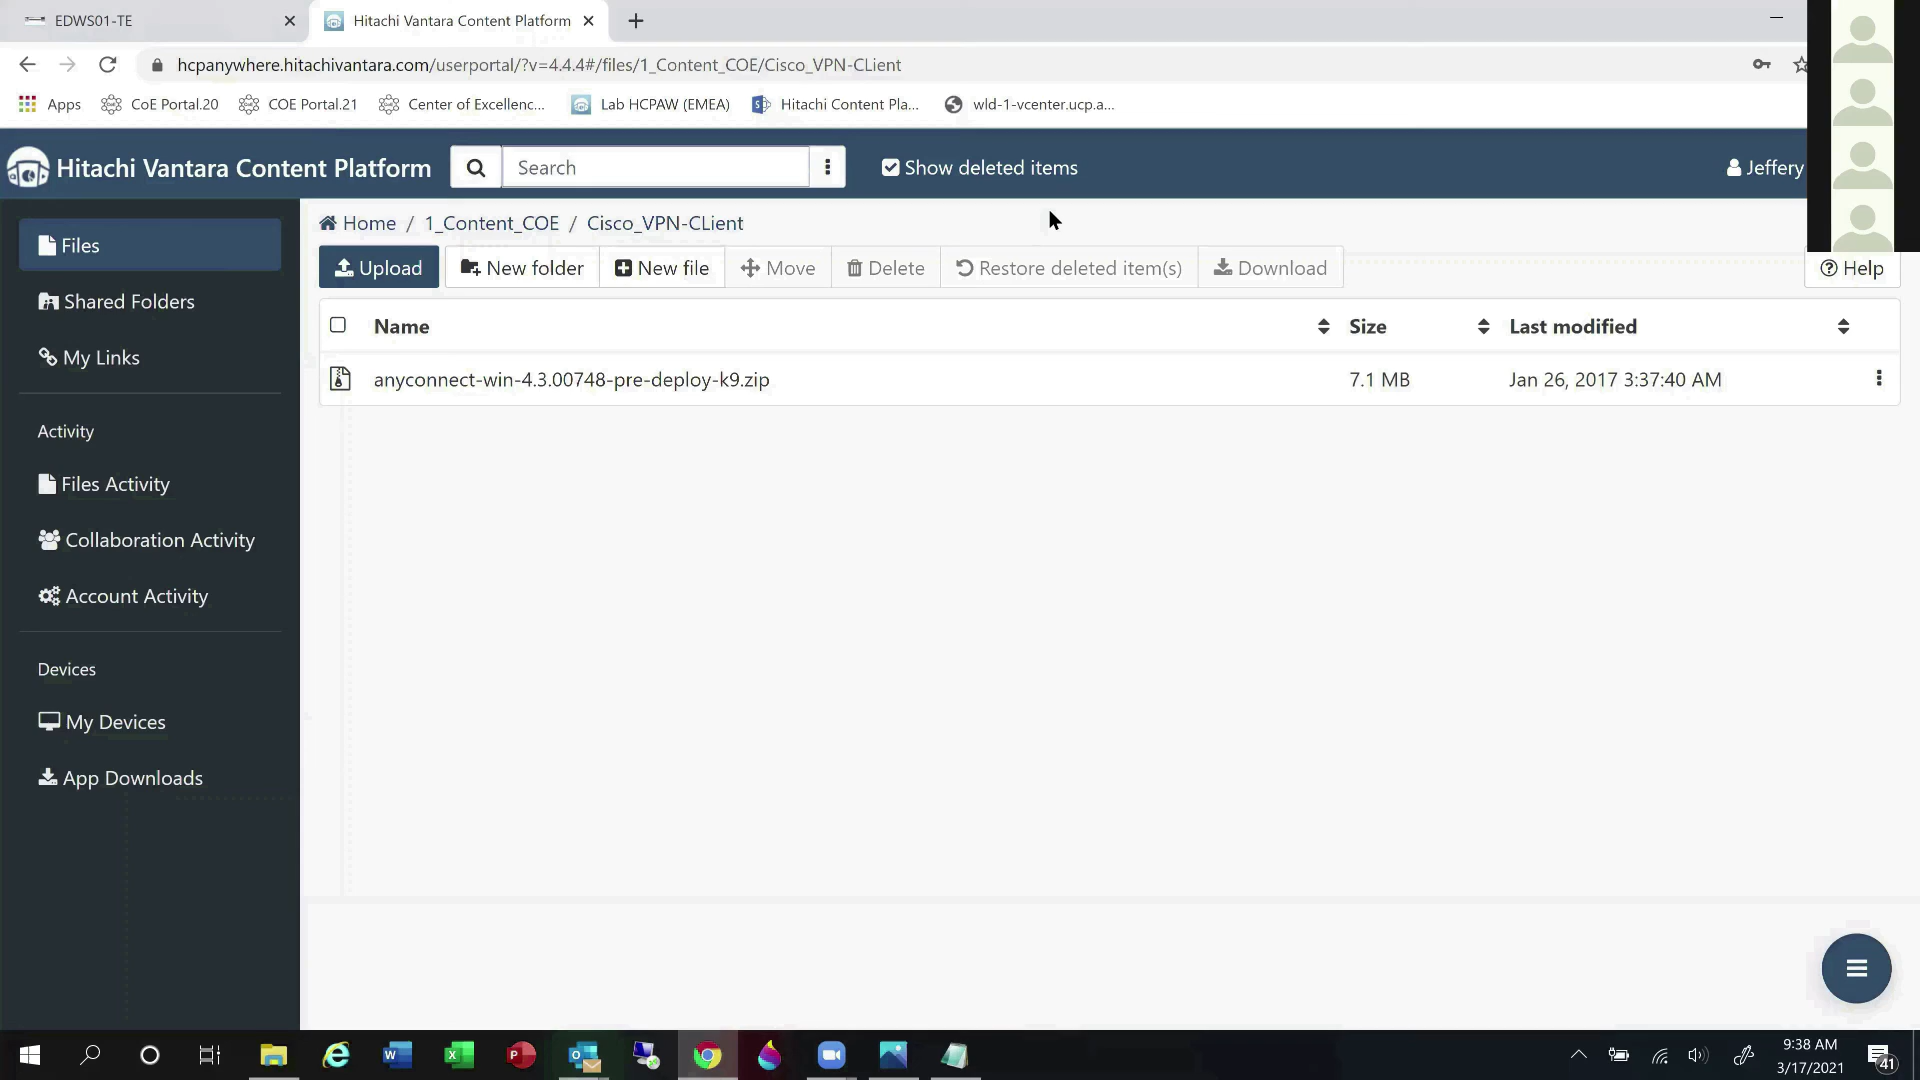 EDWS01-TE
Hitachi Vantara Content Platform
hcpanywhere.hitachivantara.com/userportal/?v=4.4.4#/files/1_Content_COE/Cisco_VPN-CLient
Apps CoE Portal.20 COE Portal.21 Center of Excellenc... Lab HCPAW (EMEA) Hitachi Content Pla... wld-1-vcenter.ucp.a...
Hitachi Vantara Content Platform Search Show deleted items Jeffery
Home / 1_Content_COE / Cisco_VPN-CLient
Upload New folder New file Move Delete Restore deleted item(s) Download Help
Name Size Last modified
anyconnect-win-4.3.00748-pre-deploy-k9.zip 7.1 MB Jan 26, 2017 3:37:40 AM
Files
Shared Folders
My Links
Activity
Files Activity
Collaboration Activity
Account Activity
Devices
My Devices
App Downloads
9:38 AM
3/17/2021
41